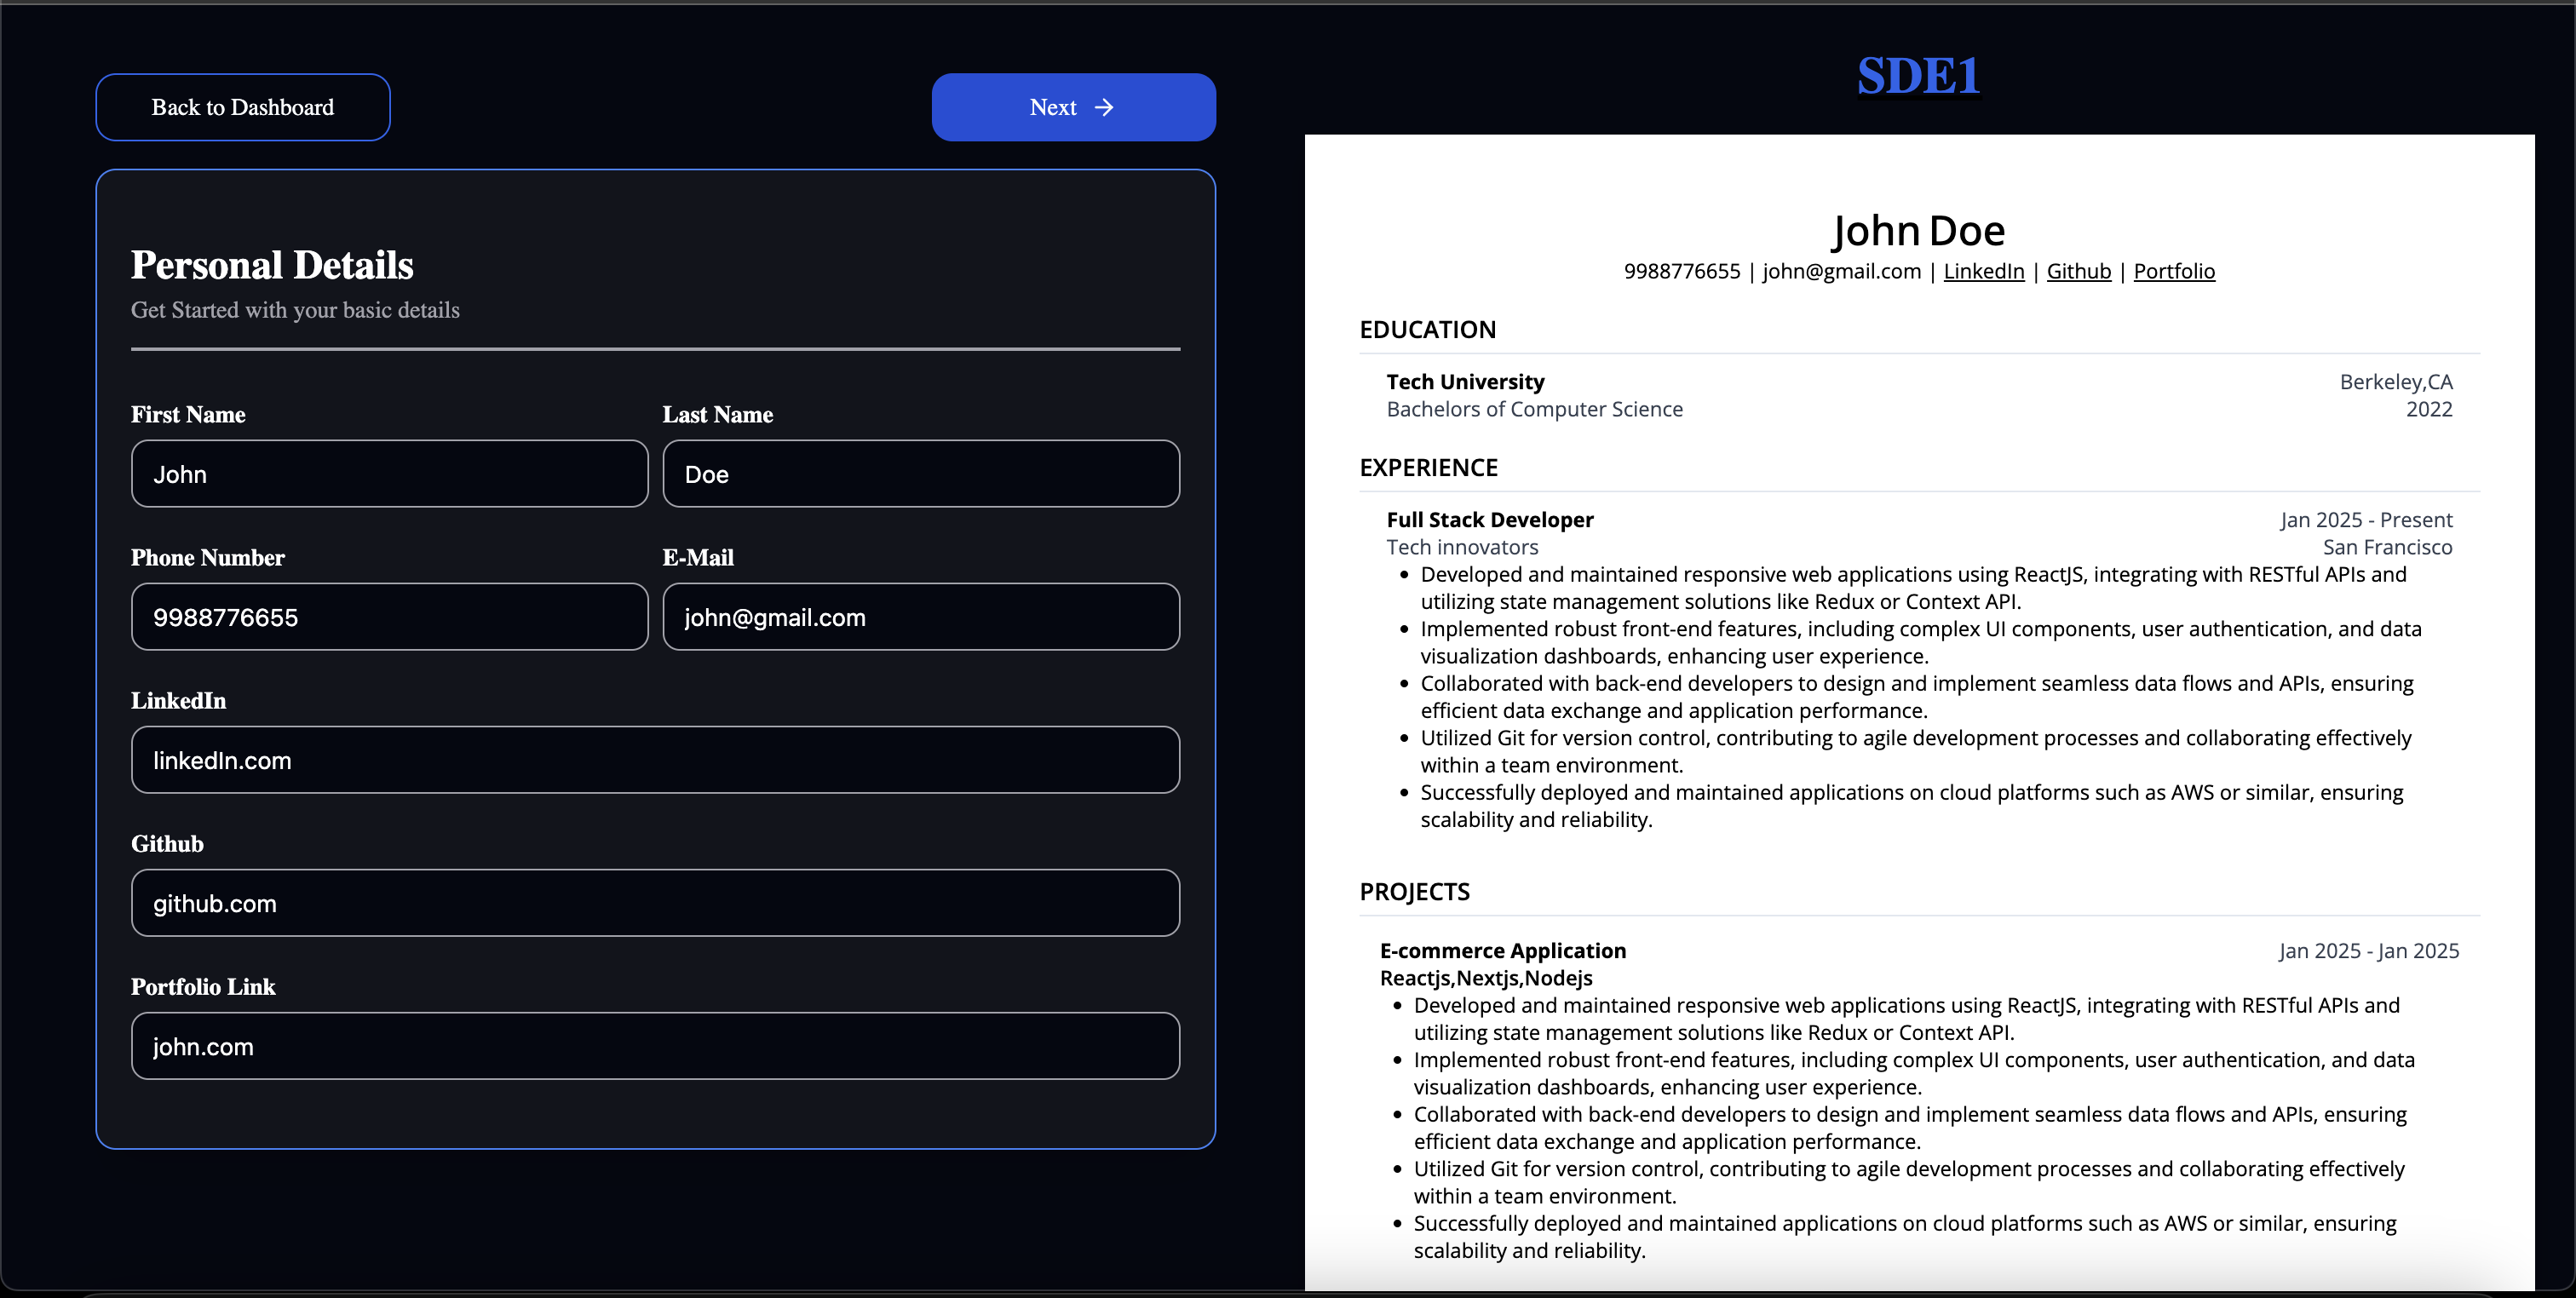 Back to Dashboard
Next
Personal Details
Get Started with your basic details
First Name
Last Name
John
Doe
Phone Number
E-Mail
9988776655
john@gmail.com
LinkedIn
linkedIn.com
Github
github.com
Portfolio Link
john.com
SDE1
John Doe
9988776655 | john@gmail.com | LinkedIn | Github | Portfolio
EDUCATION
Tech University
Berkeley,CA
Bachelors of Computer Science
2022
EXPERIENCE
Full Stack Developer
Jan 2025 - Present
Tech innovators
San Francisco
• Developed and maintained responsive web applications using ReactJS, integrating with RESTful APIs and
utilizing state management solutions like Redux or Context API.
• Implemented robust front-end features, including complex UI components, user authentication, and data
visualization dashboards, enhancing user experience.
• Collaborated with back-end developers to design and implement seamless data flows and APIs, ensuring
efficient data exchange and application performance.
• Utilized Git for version control, contributing to agile development processes and collaborating effectively
within a team environment.
• Successfully deployed and maintained applications on cloud platforms such as AWS or similar, ensuring
scalability and reliability.
PROJECTS
E-commerce Application
Jan 2025 - Jan 2025
Reactjs,Nextjs,Nodejs
• Developed and maintained responsive web applications using ReactJS, integrating with RESTful APIs and
utilizing state management solutions like Redux or Context API.
• Implemented robust front-end features, including complex UI components, user authentication, and data
visualization dashboards, enhancing user experience.
• Collaborated with back-end developers to design and implement seamless data flows and APIs, ensuring
efficient data exchange and application performance.
• Utilized Git for version control, contributing to agile development processes and collaborating effectively
within a team environment.
• Successfully deployed and maintained applications on cloud platforms such as AWS or similar, ensuring
scalability and reliability.